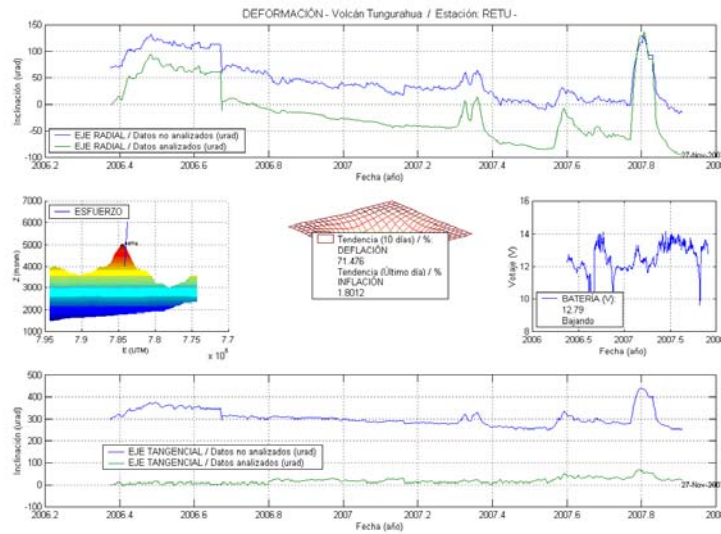 DEFORMACIÓN - Volcán Tungurahua / Estación: RETU -
Inclinación (urad)
150
100
50
0
-50
-100
EJE RADIAL / Datos no analizados (urad)
EJE RADIAL / Datos analizados (urad)
2006.2 2006.4 2006.6 2006.8 2007 2007.2 2007.4 2007.6 2007.8
Fecha (año)
Z (msnm)
7000
6000
5000
4000
3000
2000
1000
ESFUERZO
7.95 7.9 7.85 7.8 7.75 7.7
E (UTM)
Tendencia (10 días) / %
DEFLACIÓN
71.476
Tendencia (Último día) / %
INFLACIÓN
1.8012
Voltaje (V)
16
14
12
10
8
BATERÍA (V):
12.79
Bajando
2006 2006.5 2007 2007.5
Fecha (año)
Inclinación (urad)
500
400
300
200
100
0
-100
EJE TANGENCIAL / Datos no analizados (urad)
EJE TANGENCIAL / Datos analizados (urad)
2006.2 2006.4 2006.6 2006.8 2007 2007.2 2007.4 2007.6 2007.8
Fecha (año)